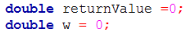 double returnValue =0;
double w = 0;